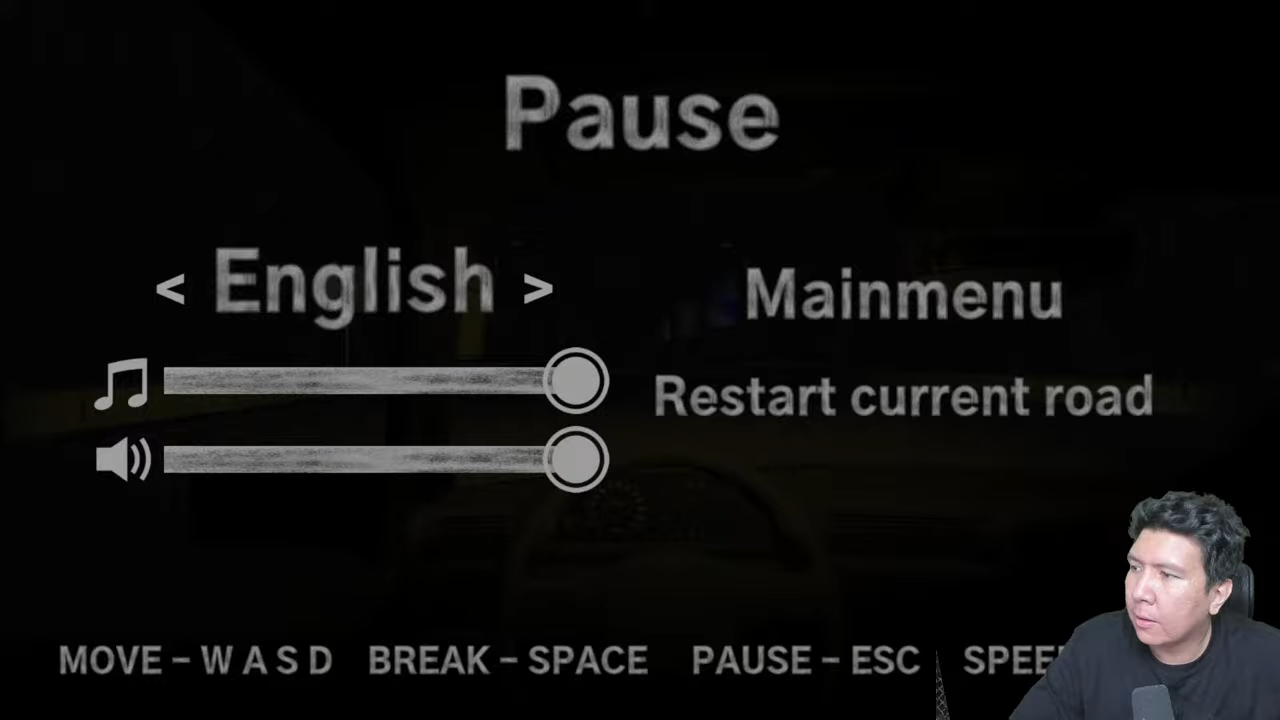 Pause
< English >
Mainmenu
Restart current road
MOVE - W A S D BREAK - SPACE PAUSE - ESC